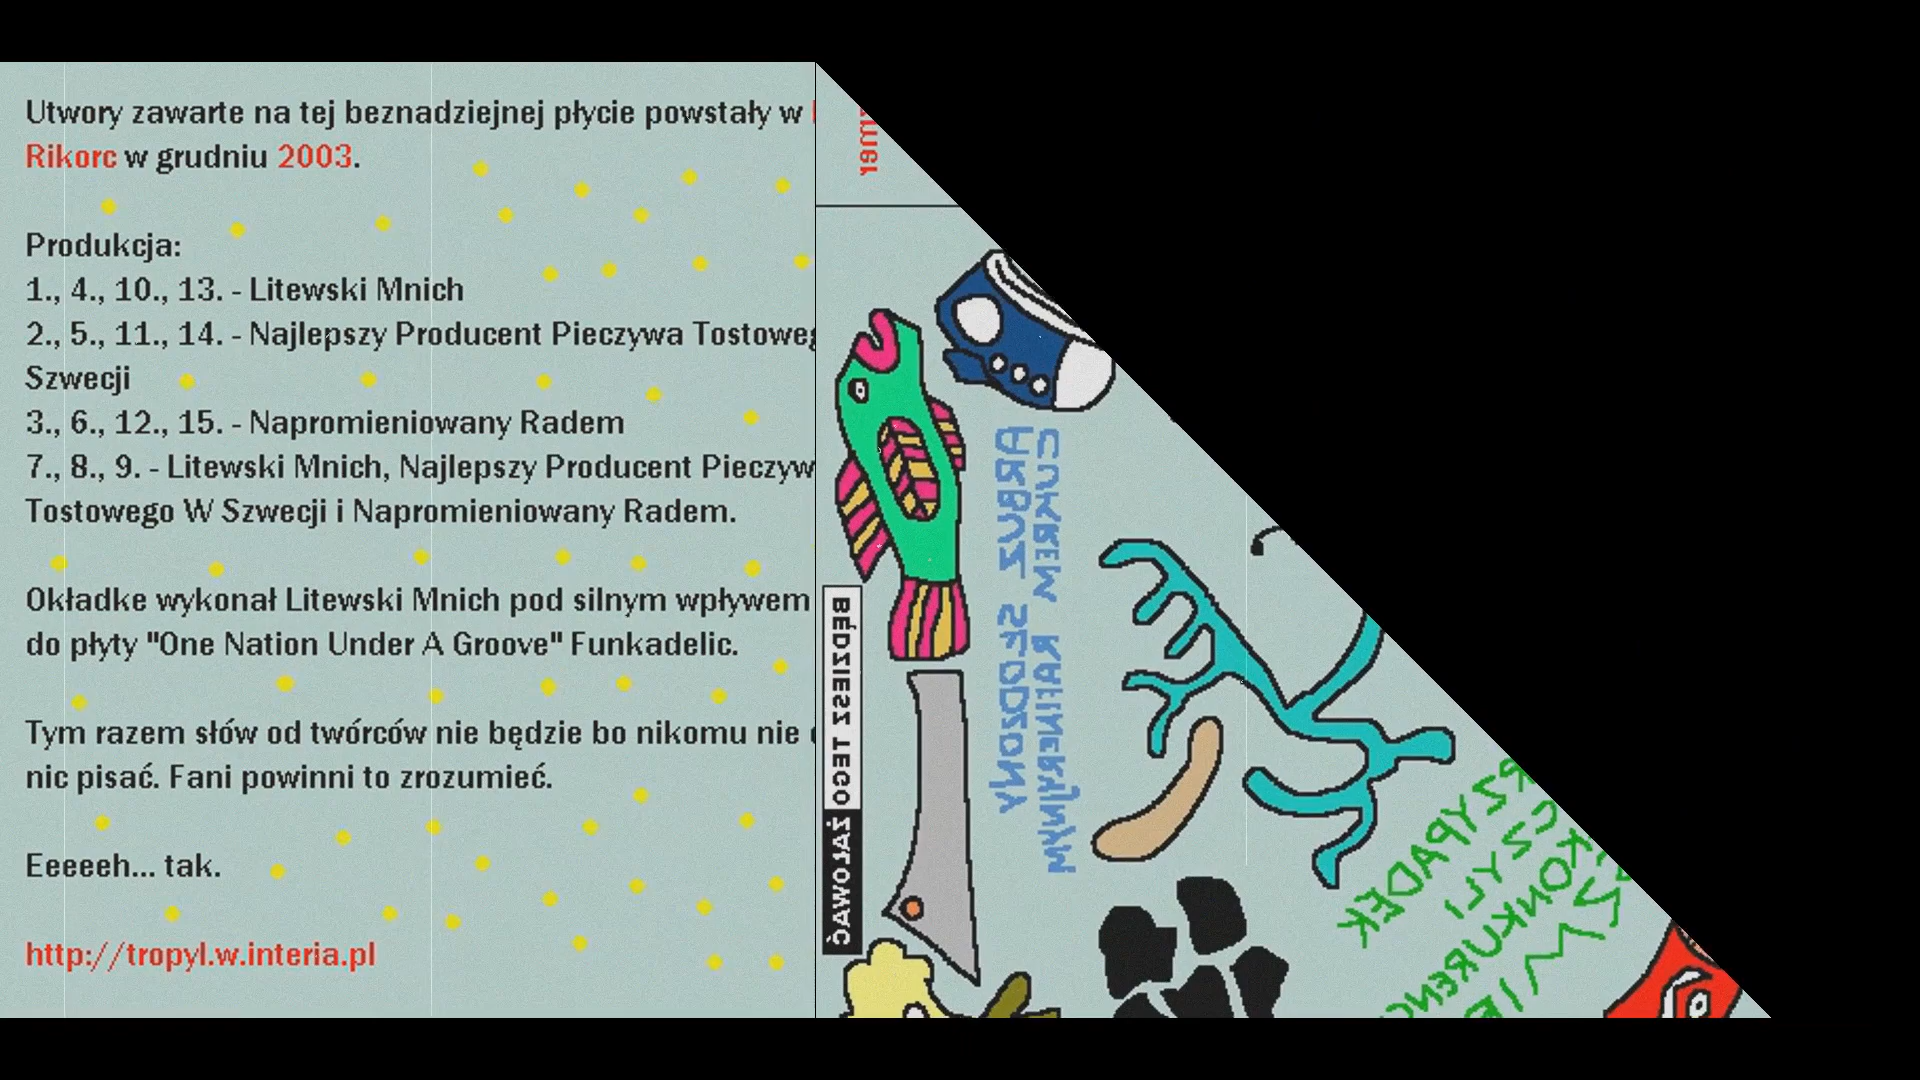 Utwory zawarte na tej beznadziejnej płycie powstały w
Rikorc w grudniu 2003.
Produkcja:
1., 4., 10., 13. - Litewski Mnich
2., 5., 11., 14. - Najlepszy Producent Pieczywa Tostoweg
Szwecji
3., 6., 12., 15. - Napromieniowany Radem
7., 8., 9. - Litewski Mnich, Najlepszy Producent Pieczyw
Tostowego W Szwecji i Napromieniowany Radem.
Okładke wykonał Litewski Mnich pod silnym wpływem
do płyty "One Nation Under A Groove" Funkadelic.
Tym razem słów od twórców nie będzie bo nikomu nie
nic pisać. Fani powinni to zrozumieć.
Eeeeeh... tak.
http://tropyl.w.interia.pl
BĘDZIESZ TEGO ŻAŁOWAĆ
ARBUZ SŁODZONY
CUKREM RAFINERYJNYM